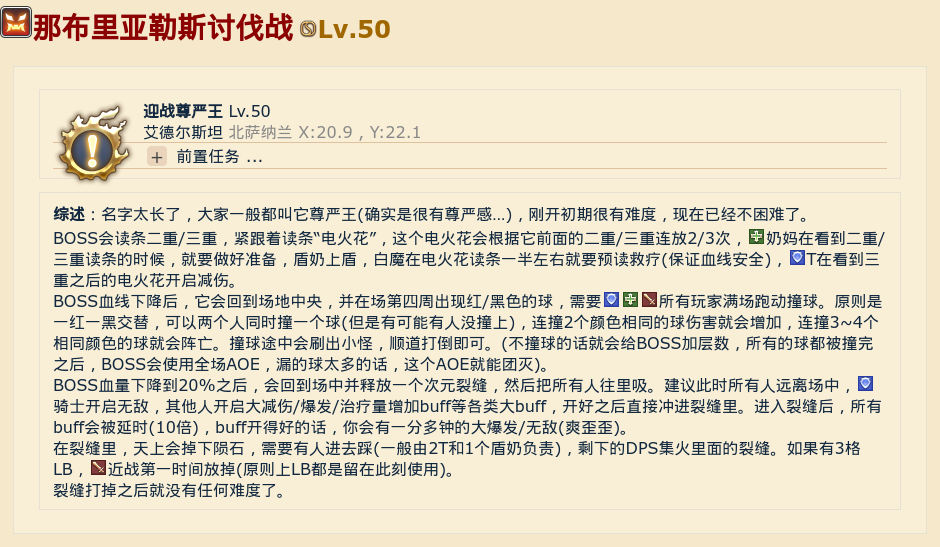 那布里亚勒斯讨伐战 Lv.50
迎战尊严王 Lv.50
艾德尔斯坦 北萨纳兰 X:20.9 , Y:22.1
+ 前置任务 ...
综述：名字太长了，大家一般都叫它尊严王(确实是很有尊严感...)，刚开初期很有难度，现在已经不困难了。
BOSS会读条二重/三重，紧跟着读条“电火花”，这个电火花会根据它前面的二重/三重连放2/3次，奶妈在看到二重/
三重读条的时候，就要做好准备，盾奶上盾，白魔在电火花读条一半左右就要预读救疗(保证血线安全)，T在看到三
重之后的电火花开启减伤。
BOSS血线下降后，它会回到场地中央，并在场第四周出现红/黑色的球，需要所有玩家满场跑动撞球。原则是
一红一黑交替，可以两个人同时撞一个球(但是有可能有人没撞上)，连撞2个颜色相同的球伤害就会增加，连撞3~4个
相同颜色的球就会阵亡。撞球途中会刷出小怪，顺道打倒即可。(不撞球的话就会给BOSS加层数，所有的球都被撞完
之后，BOSS会使用全场AOE，漏的球太多的话，这个AOE就能团灭)。
BOSS血量下降到20%之后，会回到场中并释放一个次元裂缝，然后把所有人往里吸。建议此时所有人远离场中，
骑士开启无敌，其他人开启大减伤/爆发/治疗量增加buff等各类大buff，开好之后直接冲进裂缝里。进入裂缝后，所有
buff会被延时(10倍)，buff开得好的话，你会有一分多钟的大爆发/无敌(爽歪歪)。
在裂缝里，天上会掉下陨石，需要有人进去踩(一般由2T和1个盾奶负责)，剩下的DPS集火里面的裂缝。如果有3格
LB，近战第一时间放掉(原则上LB都是留在此刻使用)。
裂缝打掉之后就没有任何难度了。